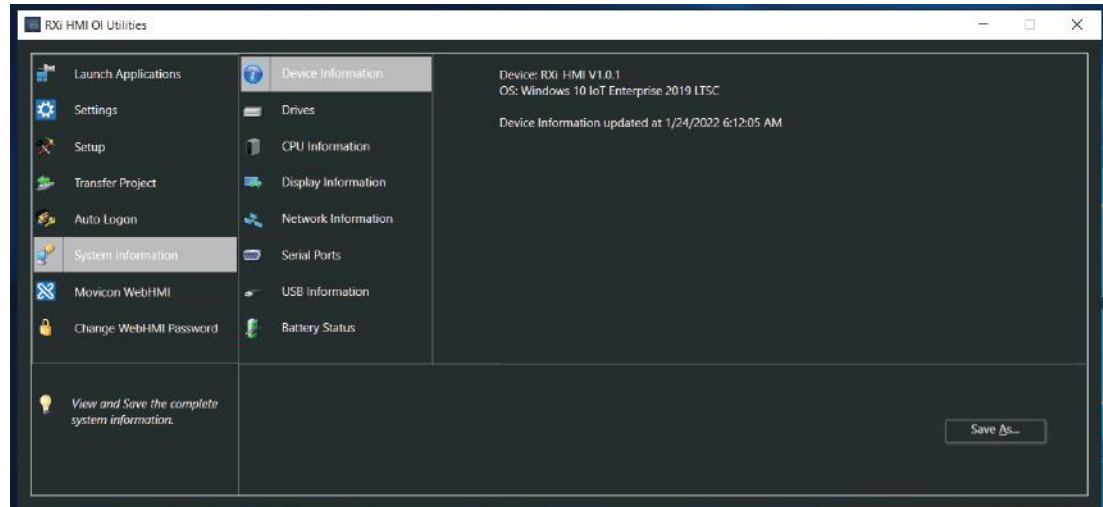 RXi HMI OI Utilities
Launch Applications
Settings
Setup
Transfer Project
Auto Logon
System Information
Movicon WebHMI
Change WebHMI Password
Device Information
Drives
CPU Information
Display Information
Network Information
Serial Ports
USB Information
Battery Status
Device: RXi HMI V1.0.1
OS: Windows 10 IoT Enterprise 2019 LTSC
Device Information updated at 1/24/2022 6:12:05 AM
View and Save the complete
system information.
Save As...